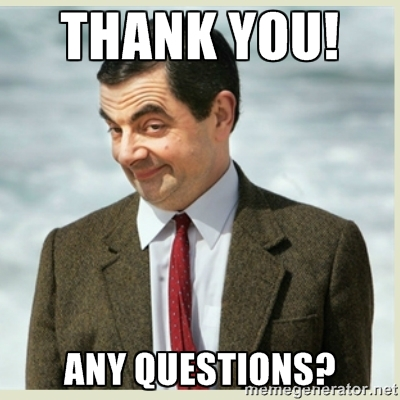 THANK YOU!
ANY QUESTIONS?
memegenerator.net